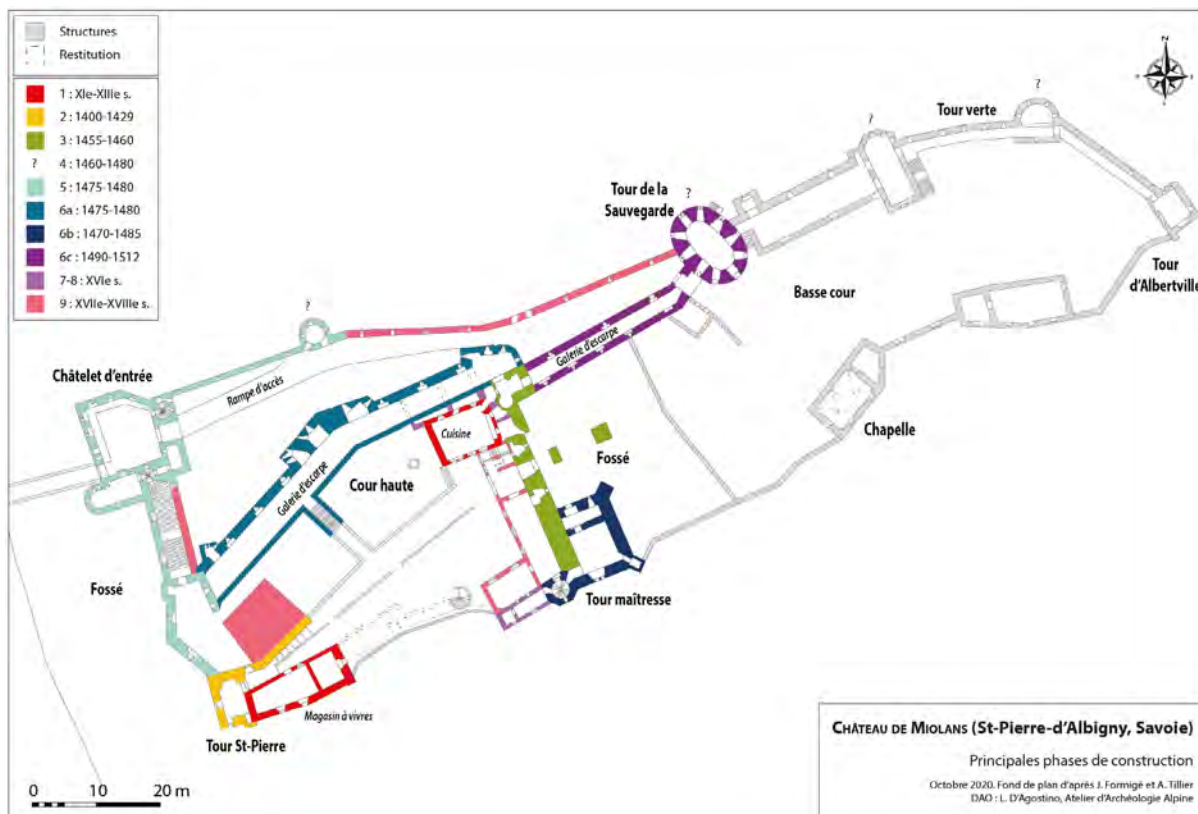 Structures
Restitution
1 : XIe-XIIIe s.
2 : 1400-1429
3 : 1455-1460
? 4 : 1460-1480
5 : 1475-1480
6a : 1475-1480
6b : 1470-1485
6c : 1490-1512
7-8 : XVIe s.
9 : XVIIe-XVIIIe s.
N
?
Tour verte
?
Tour de la
Sauvegarde
?
Tour
d'Albertville
Basse cour
?
Galerie d'escarpe
Châtelet d'entrée
Rampe d'accès
Cuisine
Chapelle
Fossé
Cour haute
Galerie d'escarpe
Fossé
Tour maîtresse
Magasin à vivres
Tour St-Pierre
0 10 20 m
CHÂTEAU DE MIOLANS (St-Pierre-d'Albigny, Savoie)
Principales phases de construction
Octobre 2020. Fond de plan d'après J. Formigé et A. Tillier
DAO : L. D'Agostino, Atelier d'Archéologie Alpine